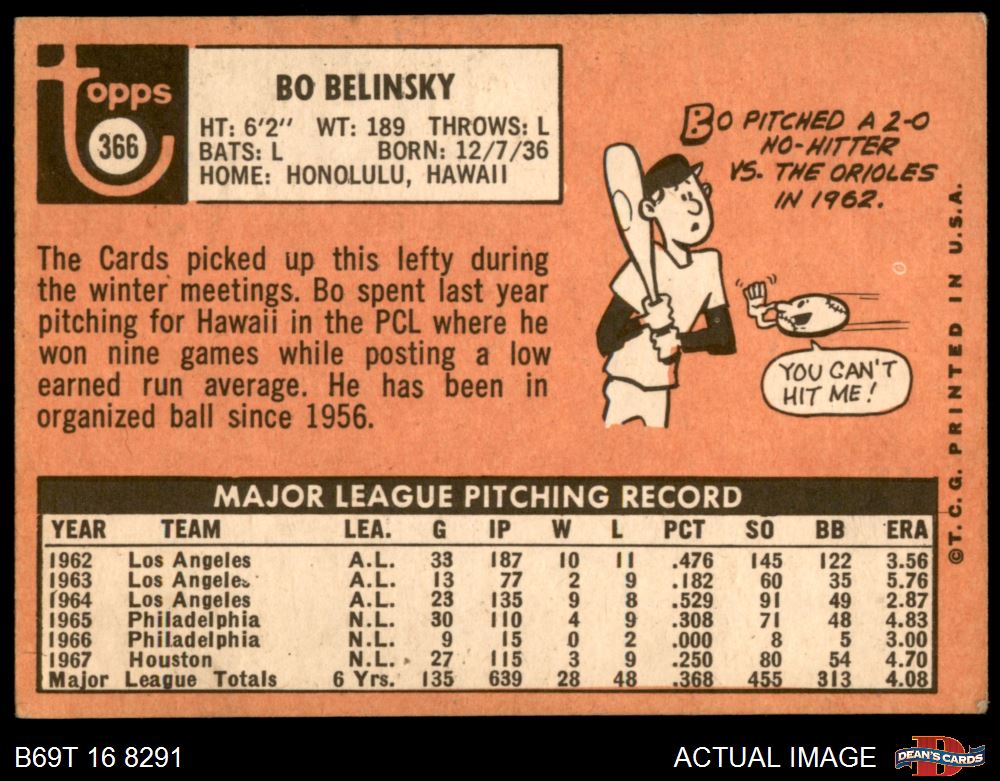 topps
366
BO BELINSKY
HT: 6'2" WT: 189 THROWS: L
BATS: L BORN: 12/7/36
HOME: HONOLULU, HAWAII
BO PITCHED A 2-0
NO-HITTER
VS. THE ORIOLES
IN 1962.
YOU CAN'T
HIT ME!
The Cards picked up this lefty during
the winter meetings. Bo spent last year
pitching for Hawaii in the PCL where he
won nine games while posting a low
earned run average. He has been in
organized ball since 1956.
©T. C. G. PRINTED IN U.S.A.
MAJOR LEAGUE PITCHING RECORD
YEAR TEAM LEA. G IP W L PCT SO BB ERA
1962 Los Angeles A.L. 33 187 10 11 .476 145 122 3.56
1963 Los Angeles A.L. 13 77 2 9 .182 60 35 5.76
1964 Los Angeles A.L. 23 135 9 8 .529 91 49 2.87
1965 Philadelphia N.L. 30 110 4 9 .308 71 48 4.83
1966 Philadelphia N.L. 9 15 0 2 .000 8 5 3.00
1967 Houston N.L. 27 115 3 9 .250 80 54 4.70
Major League Totals 6 Yrs. 135 639 28 48 .368 455 313 4.08
B69T 16 8291
ACTUAL IMAGE
D
DEAN'S CARDS